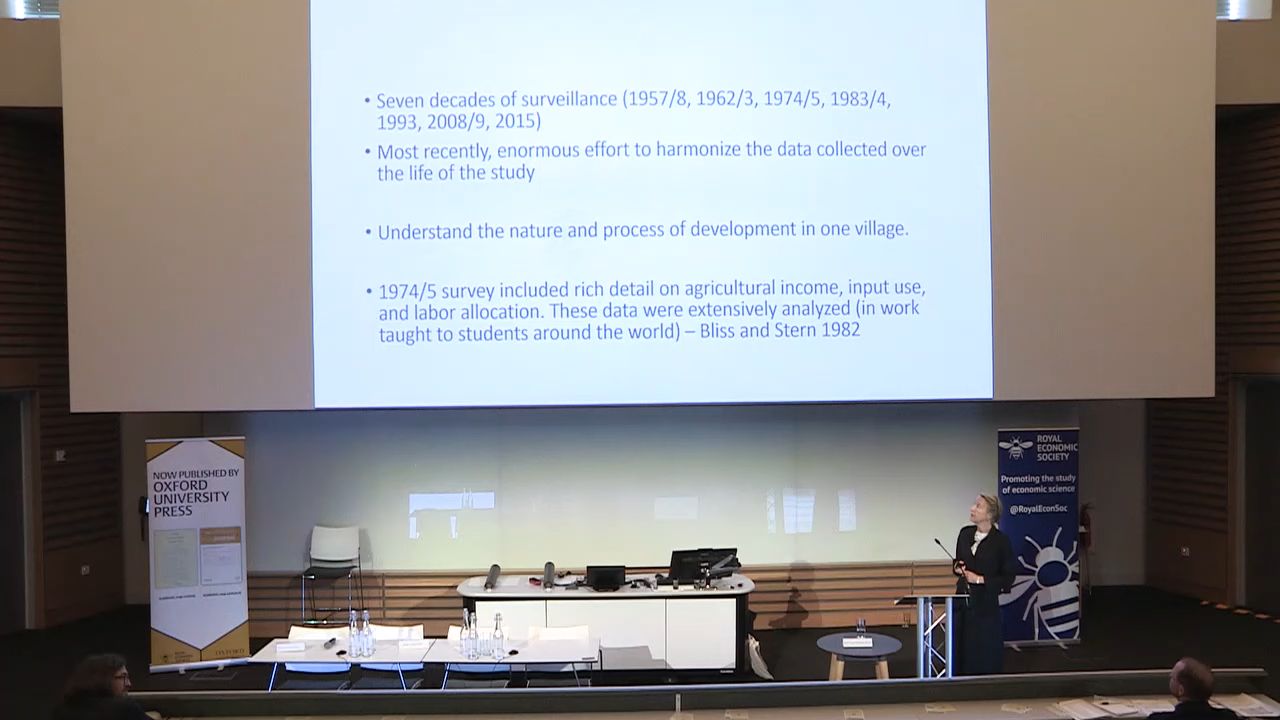 • Seven decades of surveillance (1957/8, 1962/3, 1974/5, 1983/4,
1993, 2008/9, 2015)
• Most recently, enormous effort to harmonize the data collected over
the life of the study
• Understand the nature and process of development in one village.
• 1974/5 survey included rich detail on agricultural income, input use,
and labor allocation. These data were extensively analyzed (in work
taught to students around the world) – Bliss and Stern 1982
NOW PUBLISHED BY
OXFORD
UNIVERSITY
PRESS
OXFORD
ROYAL
ECONOMIC
SOCIETY
Promoting the study
of economic science
@RoyalEconSoc